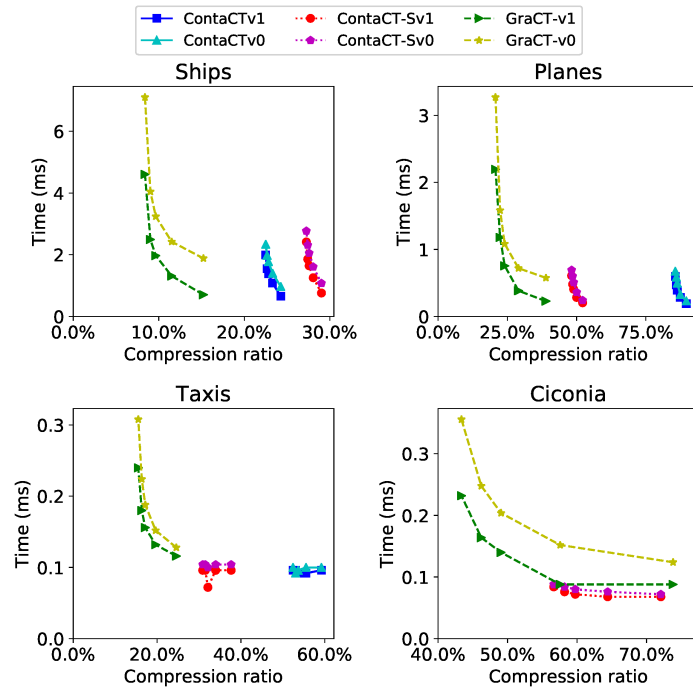 ContaCTv1 ContaCT-Sv1 GraCT-v1
ContaCTv0 ContaCT-Sv0 GraCT-v0
Ships
Planes
Time (ms)
6
4
2
0
0.0% 10.0% 20.0% 30.0%
Compression ratio
Time (ms)
3
2
1
0
0.0% 25.0% 50.0% 75.0%
Compression ratio
Taxis
Ciconia
Time (ms)
0.3
0.2
0.1
0.0
0.0% 20.0% 40.0% 60.0%
Compression ratio
Time (ms)
0.3
0.2
0.1
0.0
40.0% 50.0% 60.0% 70.0%
Compression ratio